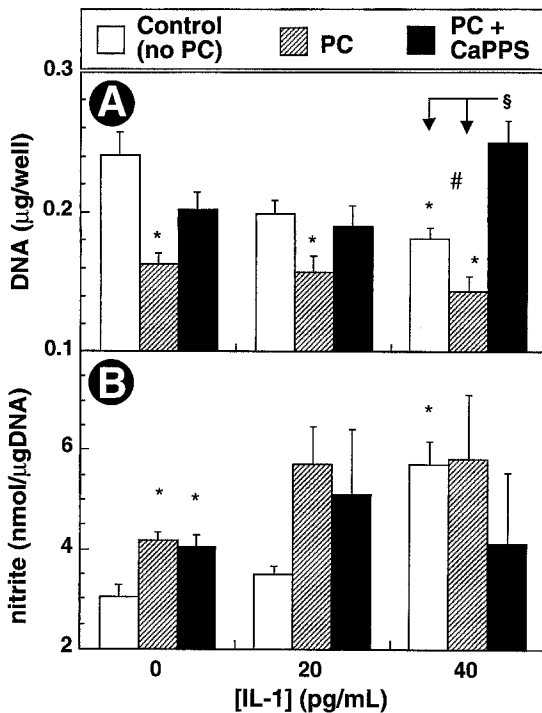 Control
(no PC)
PC
PC +
CaPPS
A
DNA (µg/well)
0.3
0.2
0.1
*
*
*
*
#
§
B
nitrite (nmol/µgDNA)
6
4
2
*
*
*
0
20
40
[IL-1] (pg/mL)